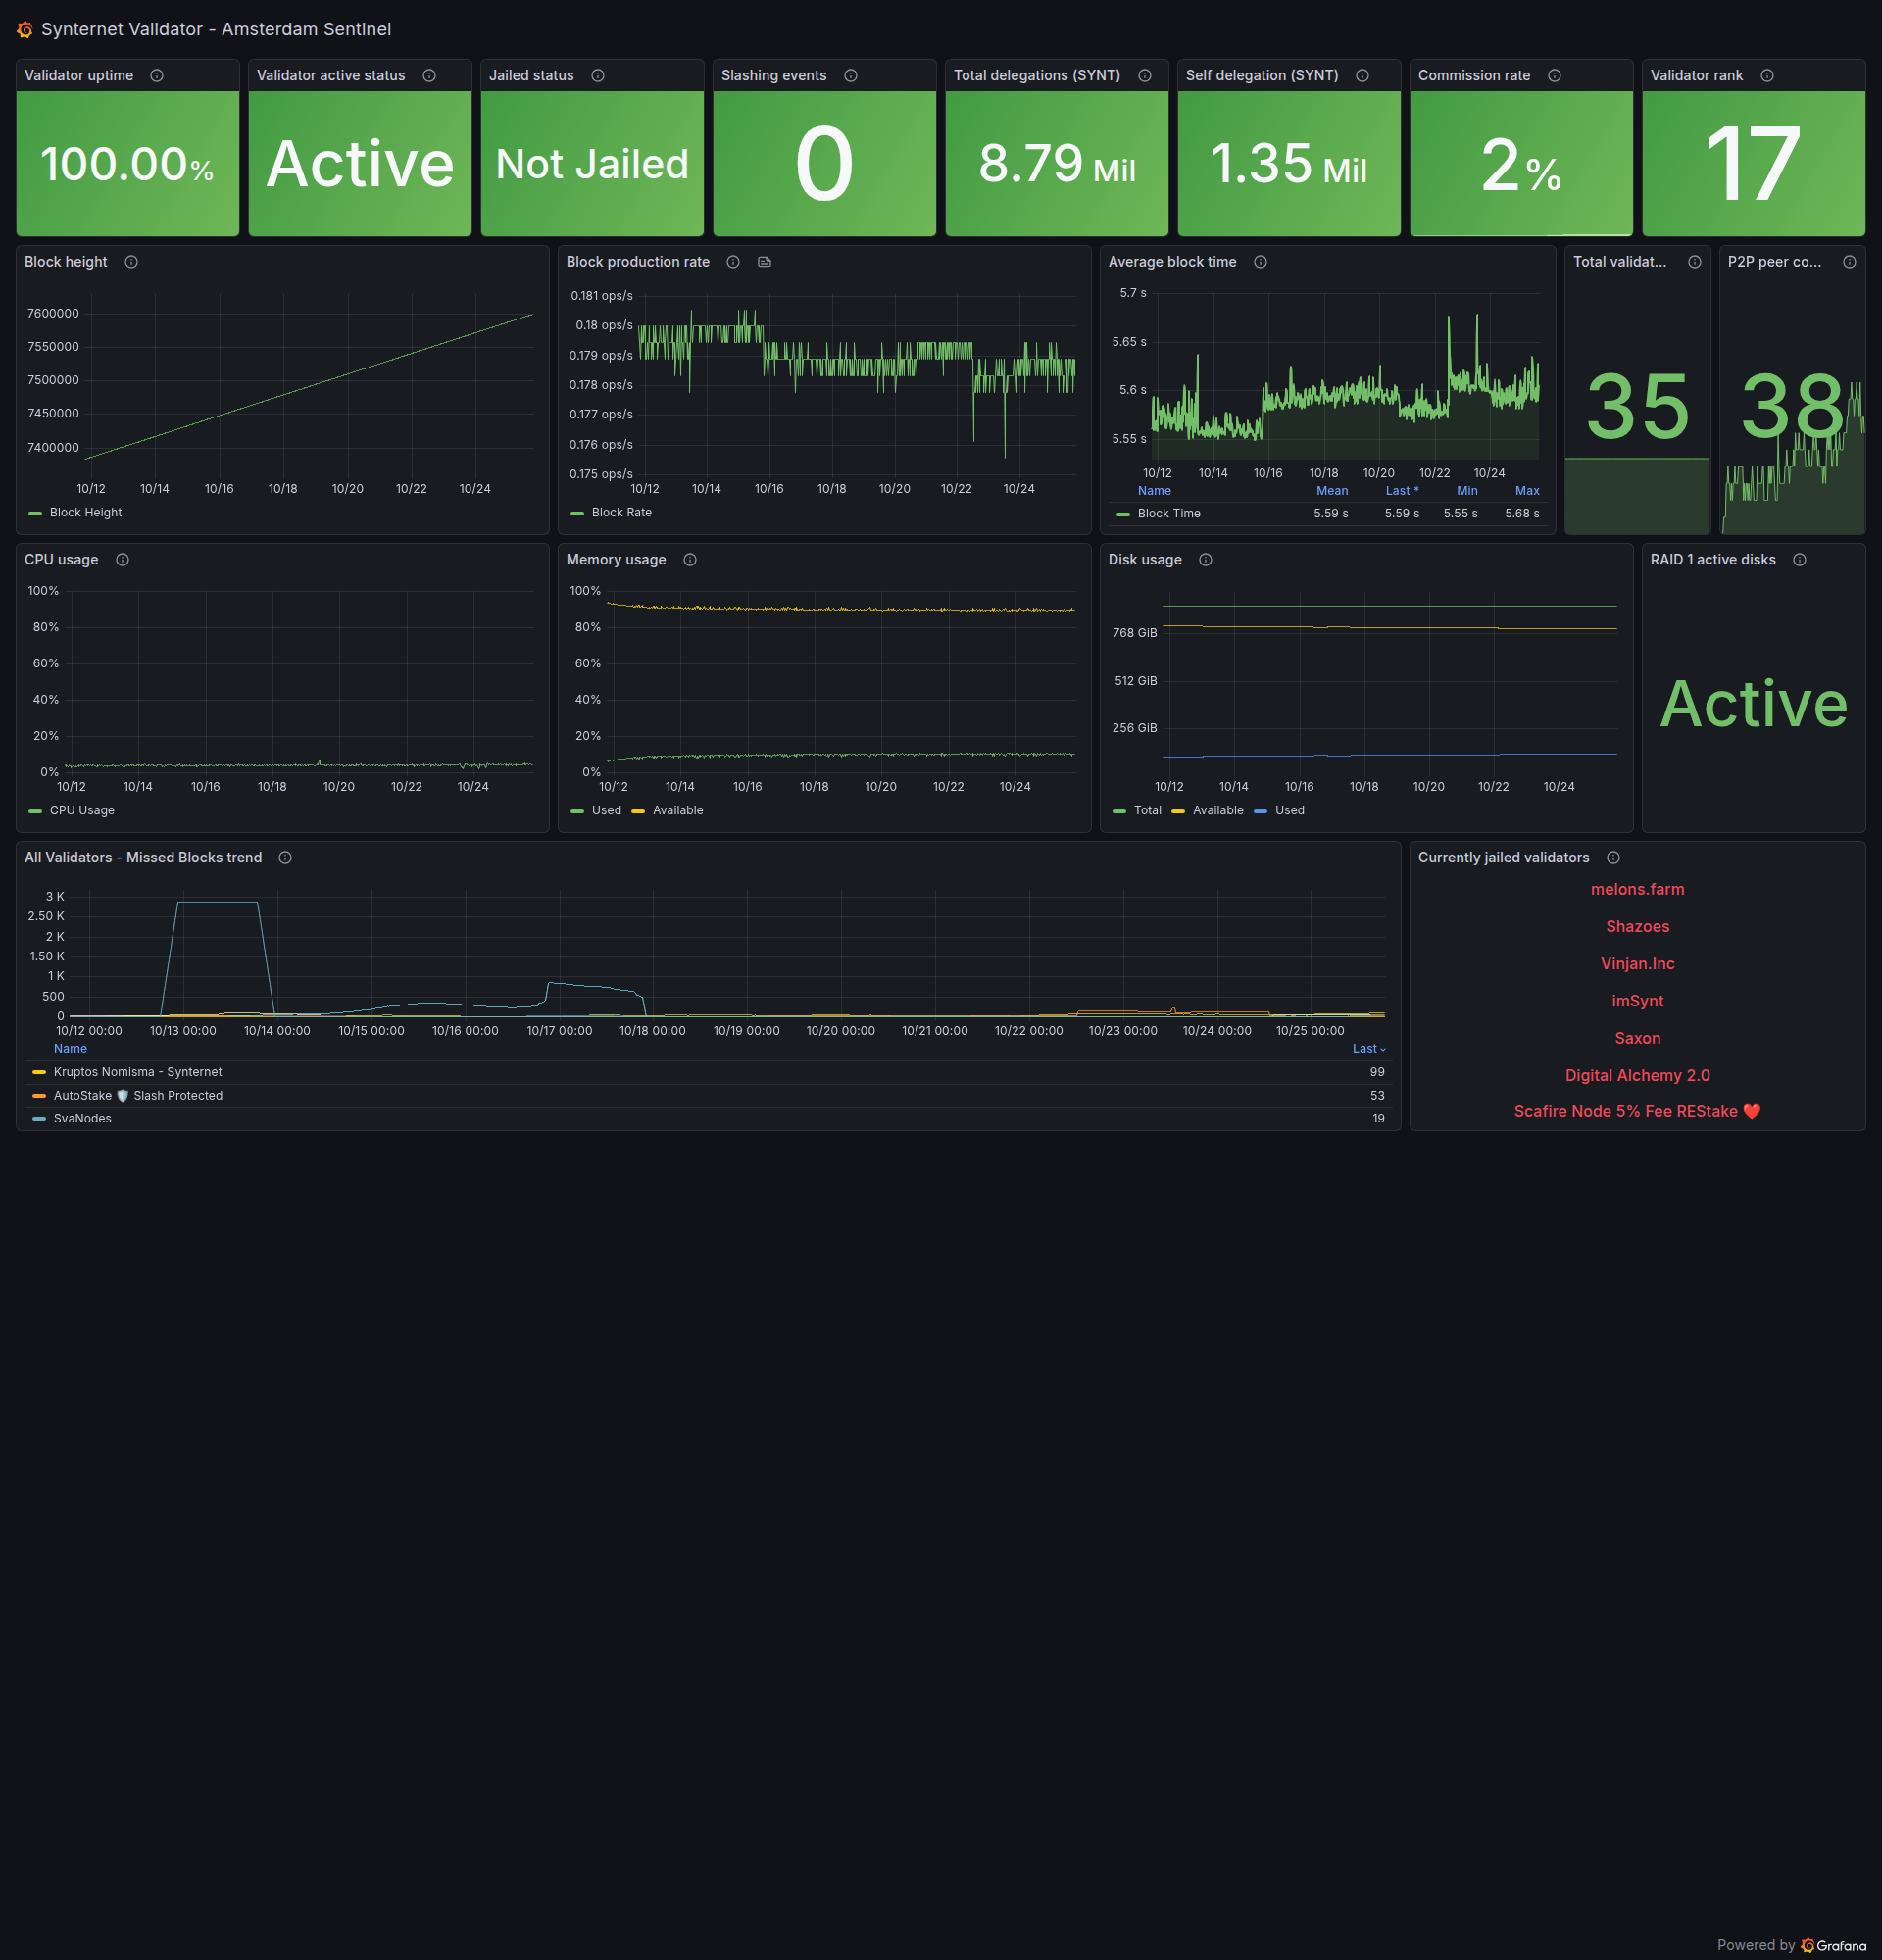 Synternet Validator - Amsterdam Sentinel
Validator uptime
100.00%
Validator active status
Active
Jailed status
Not Jailed
Slashing events
0
Total delegations (SYNT)
8.79 Mil
Self delegation (SYNT)
1.35 Mil
Commission rate
2%
Validator rank
17
Block height
7600000
7550000
7500000
7450000
7400000
10/12 10/14 10/16 10/18 10/20 10/22 10/24
Block Height
Block production rate
0.181 ops/s
0.18 ops/s
0.179 ops/s
0.178 ops/s
0.177 ops/s
0.176 ops/s
0.175 ops/s
10/12 10/14 10/16 10/18 10/20 10/22 10/24
Block Rate
Average block time
5.7 s
5.65 s
5.6 s
5.55 s
10/12 10/14 10/16 10/18 10/20 10/22 10/24
Name Mean Last * Min Max
Block Time 5.59 s 5.59 s 5.55 s 5.68 s
Total validat...
35
P2P peer co...
38
CPU usage
100%
80%
60%
40%
20%
0%
10/12 10/14 10/16 10/18 10/20 10/22 10/24
CPU Usage
Memory usage
100%
80%
60%
40%
20%
0%
10/12 10/14 10/16 10/18 10/20 10/22 10/24
Used Available
Disk usage
768 GiB
512 GiB
256 GiB
10/12 10/14 10/16 10/18 10/20 10/22 10/24
Total Available Used
RAID 1 active disks
Active
All Validators - Missed Blocks trend
3 K
2.50 K
2 K
1.50 K
1 K
500
0
10/12 00:00 10/13 00:00 10/14 00:00 10/15 00:00 10/16 00:00 10/17 00:00 10/18 00:00 10/19 00:00 10/20 00:00 10/21 00:00 10/22 00:00 10/23 00:00 10/24 00:00 10/25 00:00
Name Last
Kruptos Nomisma - Synternet 99
AutoStake 🛡️ Slash Protected 53
SvaNodes 19
Currently jailed validators
melons.farm
Shazoes
Vinjan.Inc
imSynt
Saxon
Digital Alchemy 2.0
Scafire Node 5% Fee REStake ❤️
Powered by Grafana